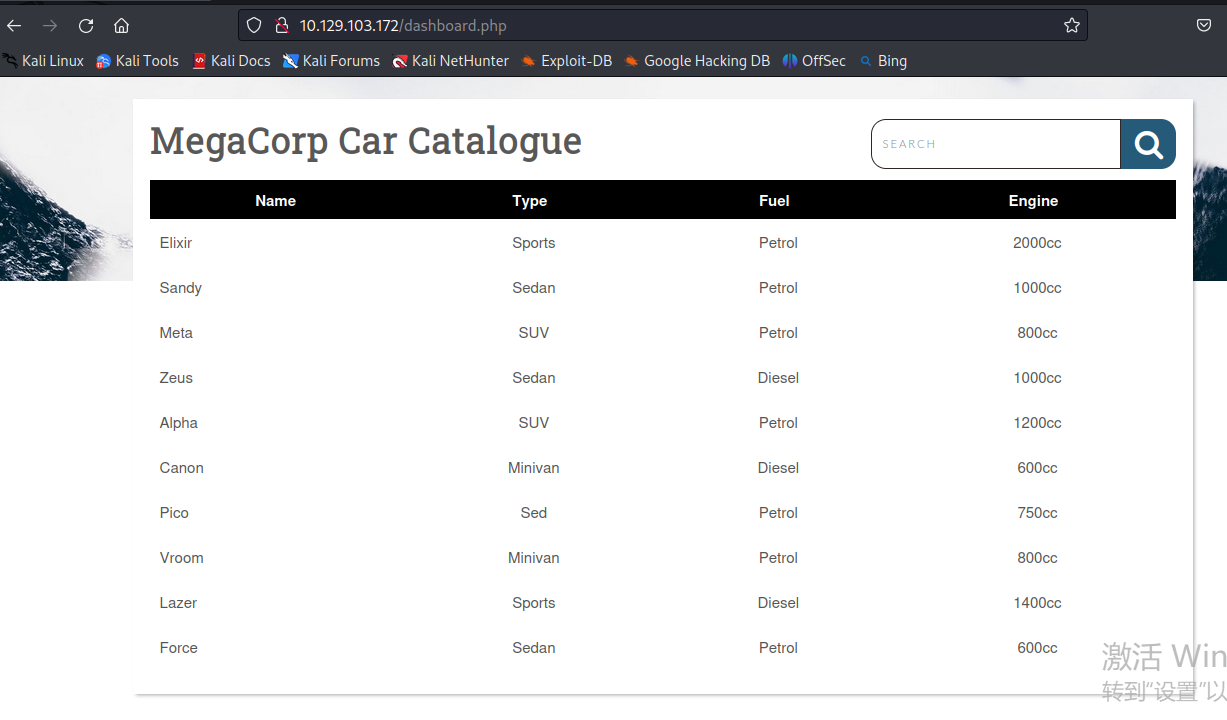 10.129.103.172/dashboard.php
Kali Linux Kali Tools Kali Docs Kali Forums Kali NetHunter Exploit-DB Google Hacking DB OffSec Bing
MegaCorp Car Catalogue
SEARCH
Name Type Fuel Engine
Elixir Sports Petrol 2000cc
Sandy Sedan Petrol 1000cc
Meta SUV Petrol 800cc
Zeus Sedan Diesel 1000cc
Alpha SUV Petrol 1200cc
Canon Minivan Diesel 600cc
Pico Sed Petrol 750cc
Vroom Minivan Petrol 800cc
Lazer Sports Diesel 1400cc
Force Sedan Petrol 600cc
激活 Win
转到“设置”以